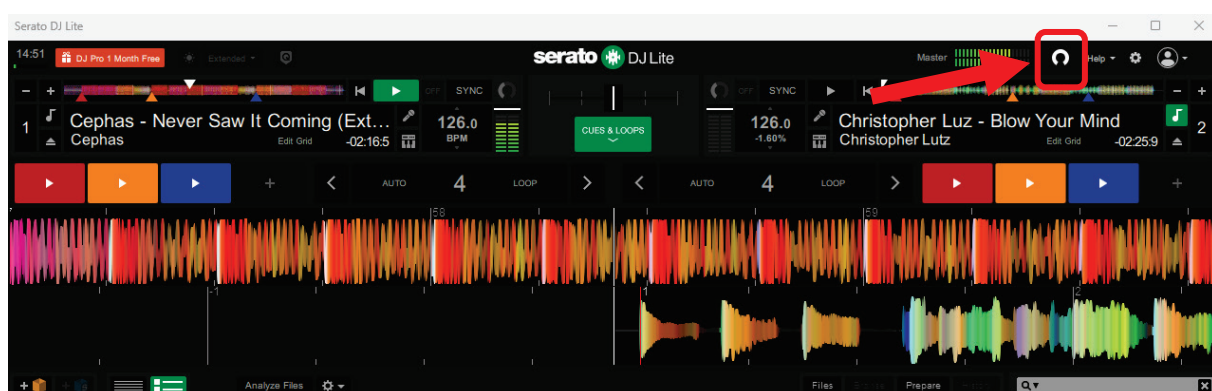 Serato DJ Lite
14:51 DJ Pro 1 Month Free Extended serato DJ Lite Master Help
- + OFF SYNC OFF SYNC - +
1 Cephas - Never Saw It Coming (Ext... 126.0 CUES & LOOPS 126.0 Christopher Luz - Blow Your Mind 2
Cephas Edit Grid -02:16:5 BPM -1.60% Christopher Lutz Edit Grid -02:25:9
+ < AUTO 4 LOOP > < AUTO 4 LOOP > +
58 59
-1 1 2
+ + Analyze Files Files Prepare